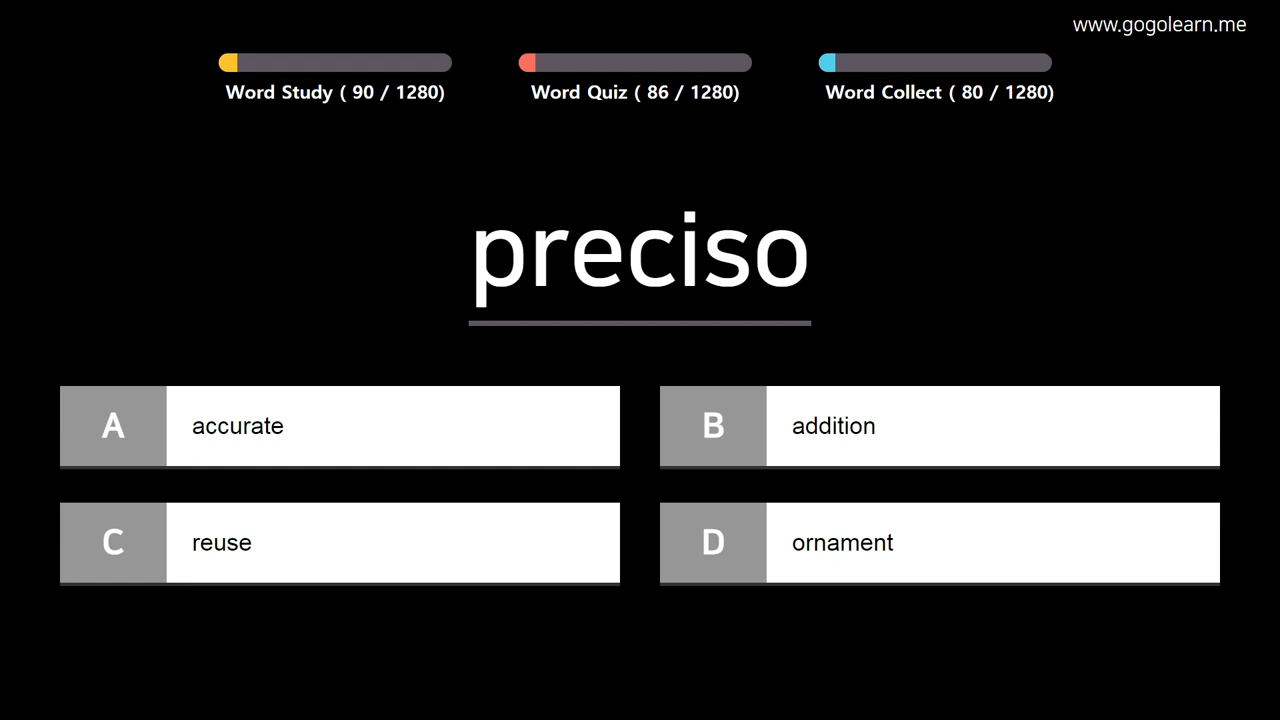 www.gogolearn.me
Word Study ( 90 / 1280)
Word Quiz ( 86 / 1280)
Word Collect ( 80 / 1280)
preciso
A accurate
B addition
C reuse
D ornament